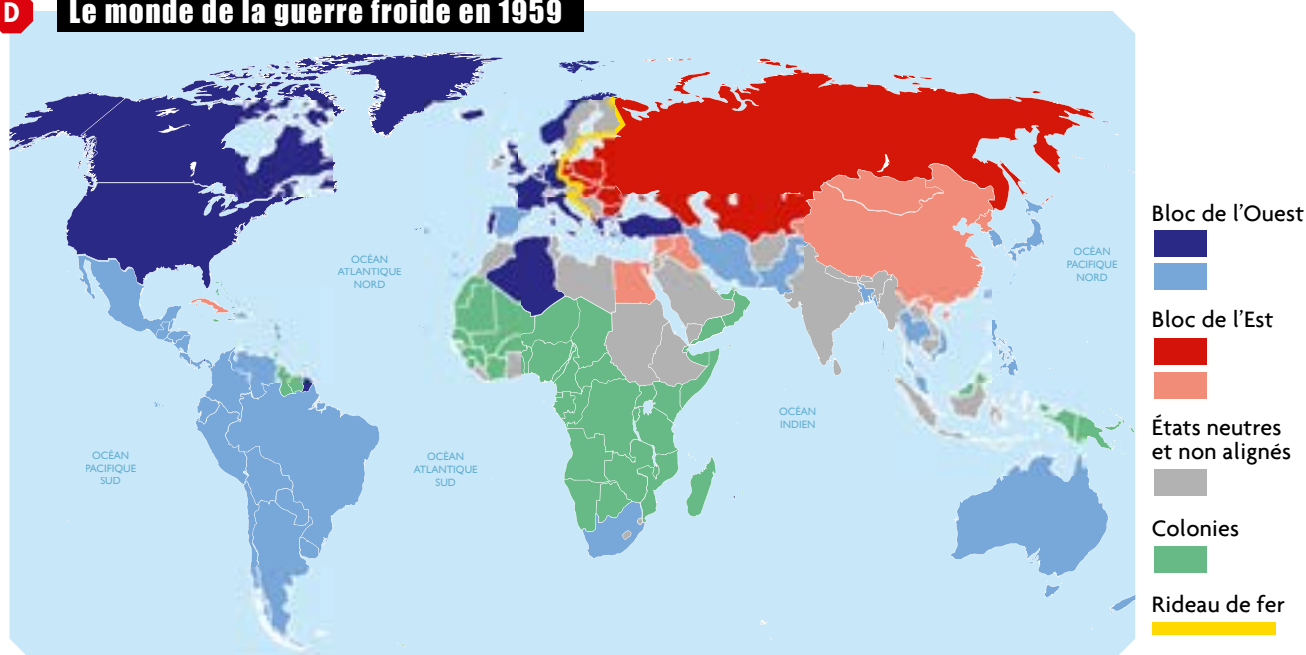 D
Le monde de la guerre froide en 1959
OCÉAN
ATLANTIQUE
NORD
OCÉAN
PACIFIQUE
NORD
OCÉAN
INDIEN
OCÉAN
PACIFIQUE
SUD
OCÉAN
ATLANTIQUE
SUD
Bloc de l'Ouest
Bloc de l'Est
États neutres
et non alignés
Colonies
Rideau de fer